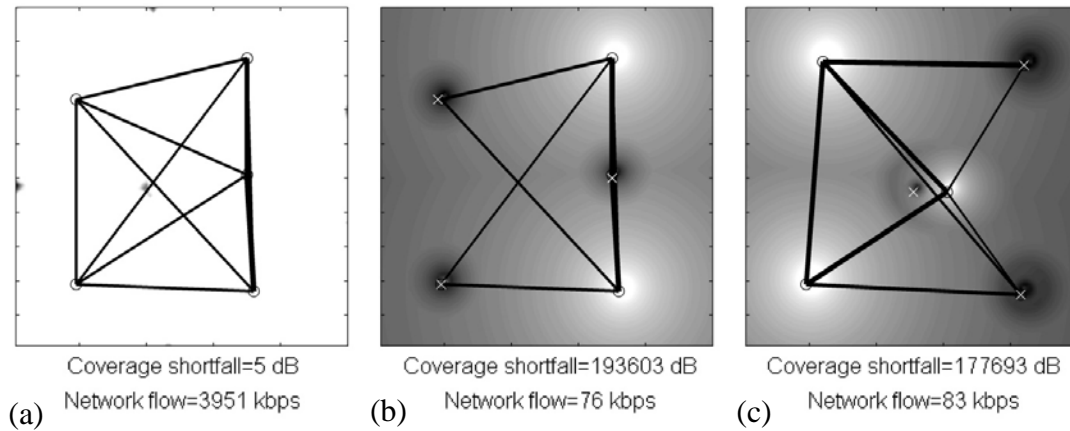 Coverage shortfall=5 dB
Network flow=3951 kbps
(a)
Coverage shortfall=193603 dB
Network flow=76 kbps
(b)
Coverage shortfall=177693 dB
Network flow=83 kbps
(c)